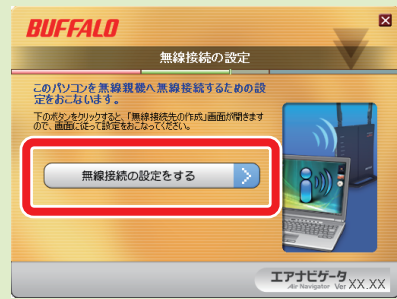 BUFFALO
無線接続の設定
このパソコンを無線親機へ無線接続するための設
定をおこないます。
下のボタンをクリックすると、「無線接続先の作成」画面が開きます
ので、画面に従って設定をおこなってください。
無線接続の設定をする
エアナビゲータ
Air Navigator Ver XX.XX